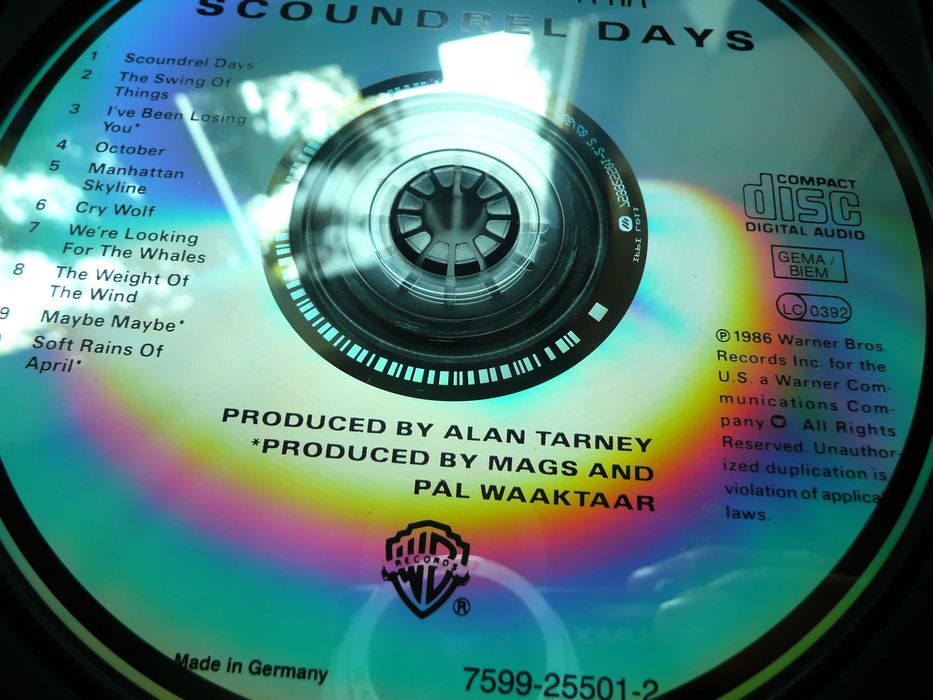 SCOUNDREL DAYS
1 Scoundrel Days
2 The Swing Of
Things
3 I've Been Losing
You*
4 October
5 Manhattan
Skyline
6 Cry Wolf
7 We're Looking
For The Whales
8 The Weight Of
The Wind
9 Maybe Maybe*
Soft Rains Of
April*
COMPACT
disc
DIGITAL AUDIO
GEMA /
BIEM
LC 0392
℗ 1986 Warner Bros.
Records Inc. for the
U.S. a Warner Com-
munications Com-
pany All Rights
Reserved. Unauthor-
ized duplication is
violation of applica
laws.
PRODUCED BY ALAN TARNEY
*PRODUCED BY MAGS AND
PÅL WAAKTAAR
WB
RECORDS
®
Made in Germany
7599-25501-2